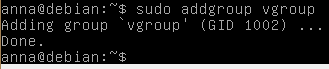 anna@debian:~$ sudo addgroup vgroup
Adding group `vgroup' (GID 1002) ...
Done.
anna@debian:~$